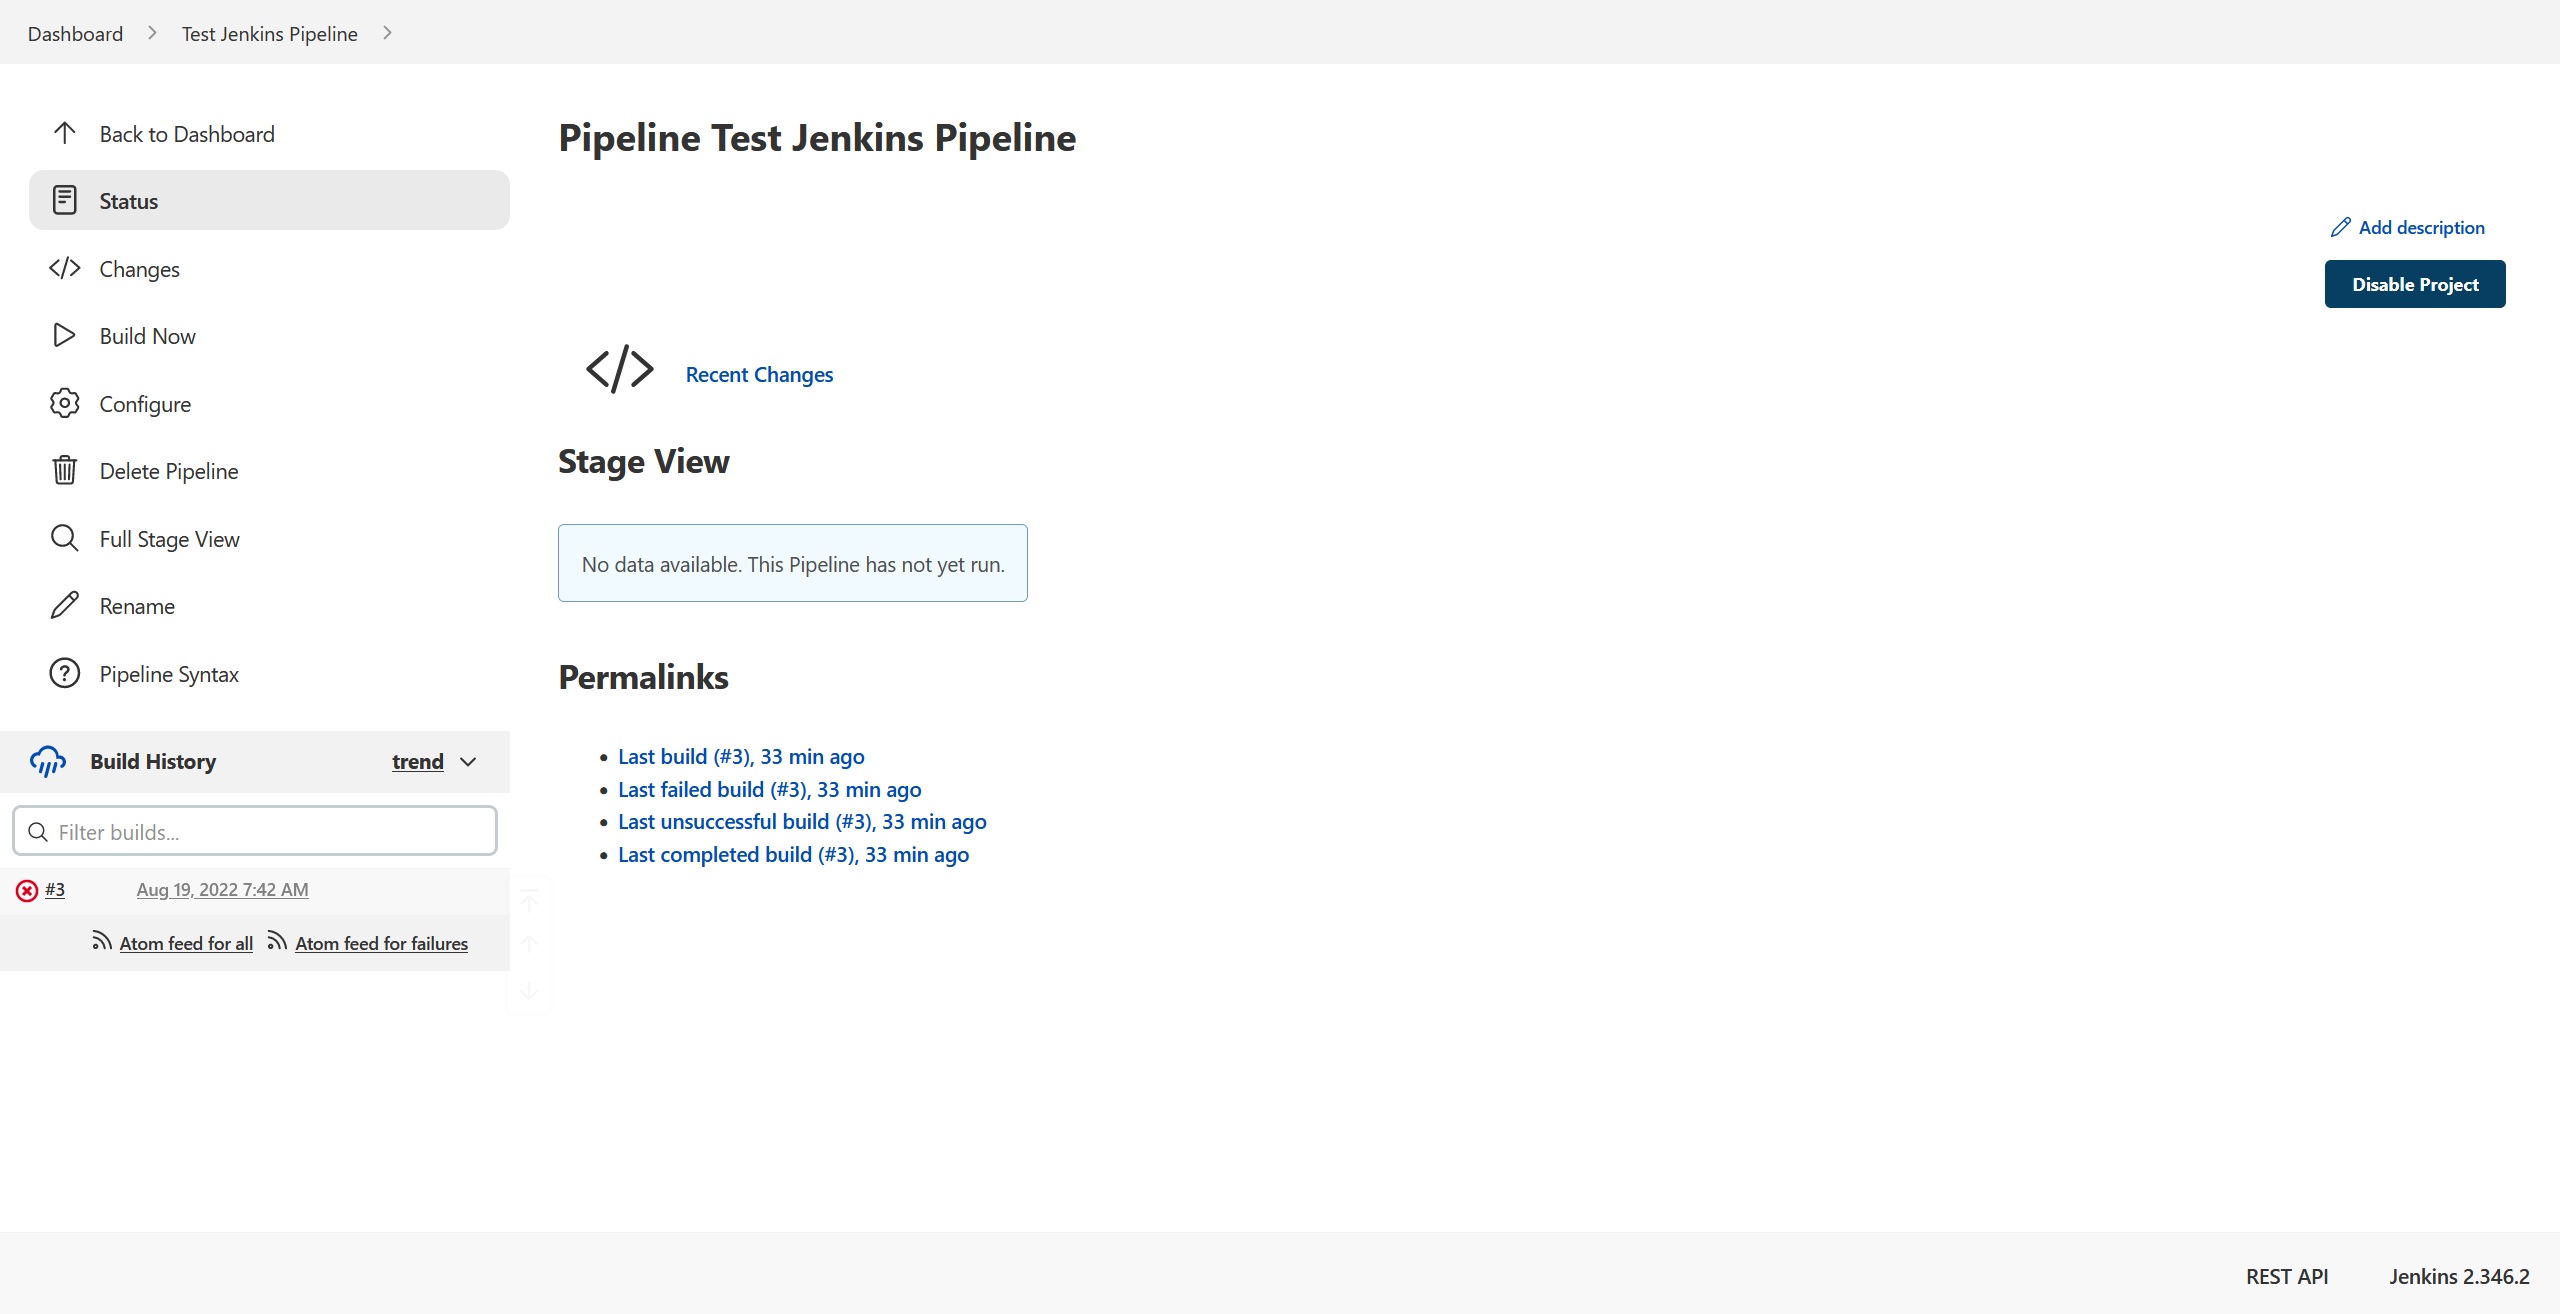 Dashboard
Test Jenkins Pipeline
Back to Dashboard
Status
Changes
Build Now
Configure
Delete Pipeline
Full Stage View
Rename
Pipeline Syntax
Build History
trend
Filter builds...
#3
Aug 19, 2022 7:42 AM
Atom feed for all
Atom feed for failures
Pipeline Test Jenkins Pipeline
Add description
Disable Project
Recent Changes
Stage View
No data available. This Pipeline has not yet run.
Permalinks
Last build (#3), 33 min ago
Last failed build (#3), 33 min ago
Last unsuccessful build (#3), 33 min ago
Last completed build (#3), 33 min ago
REST API
Jenkins 2.346.2